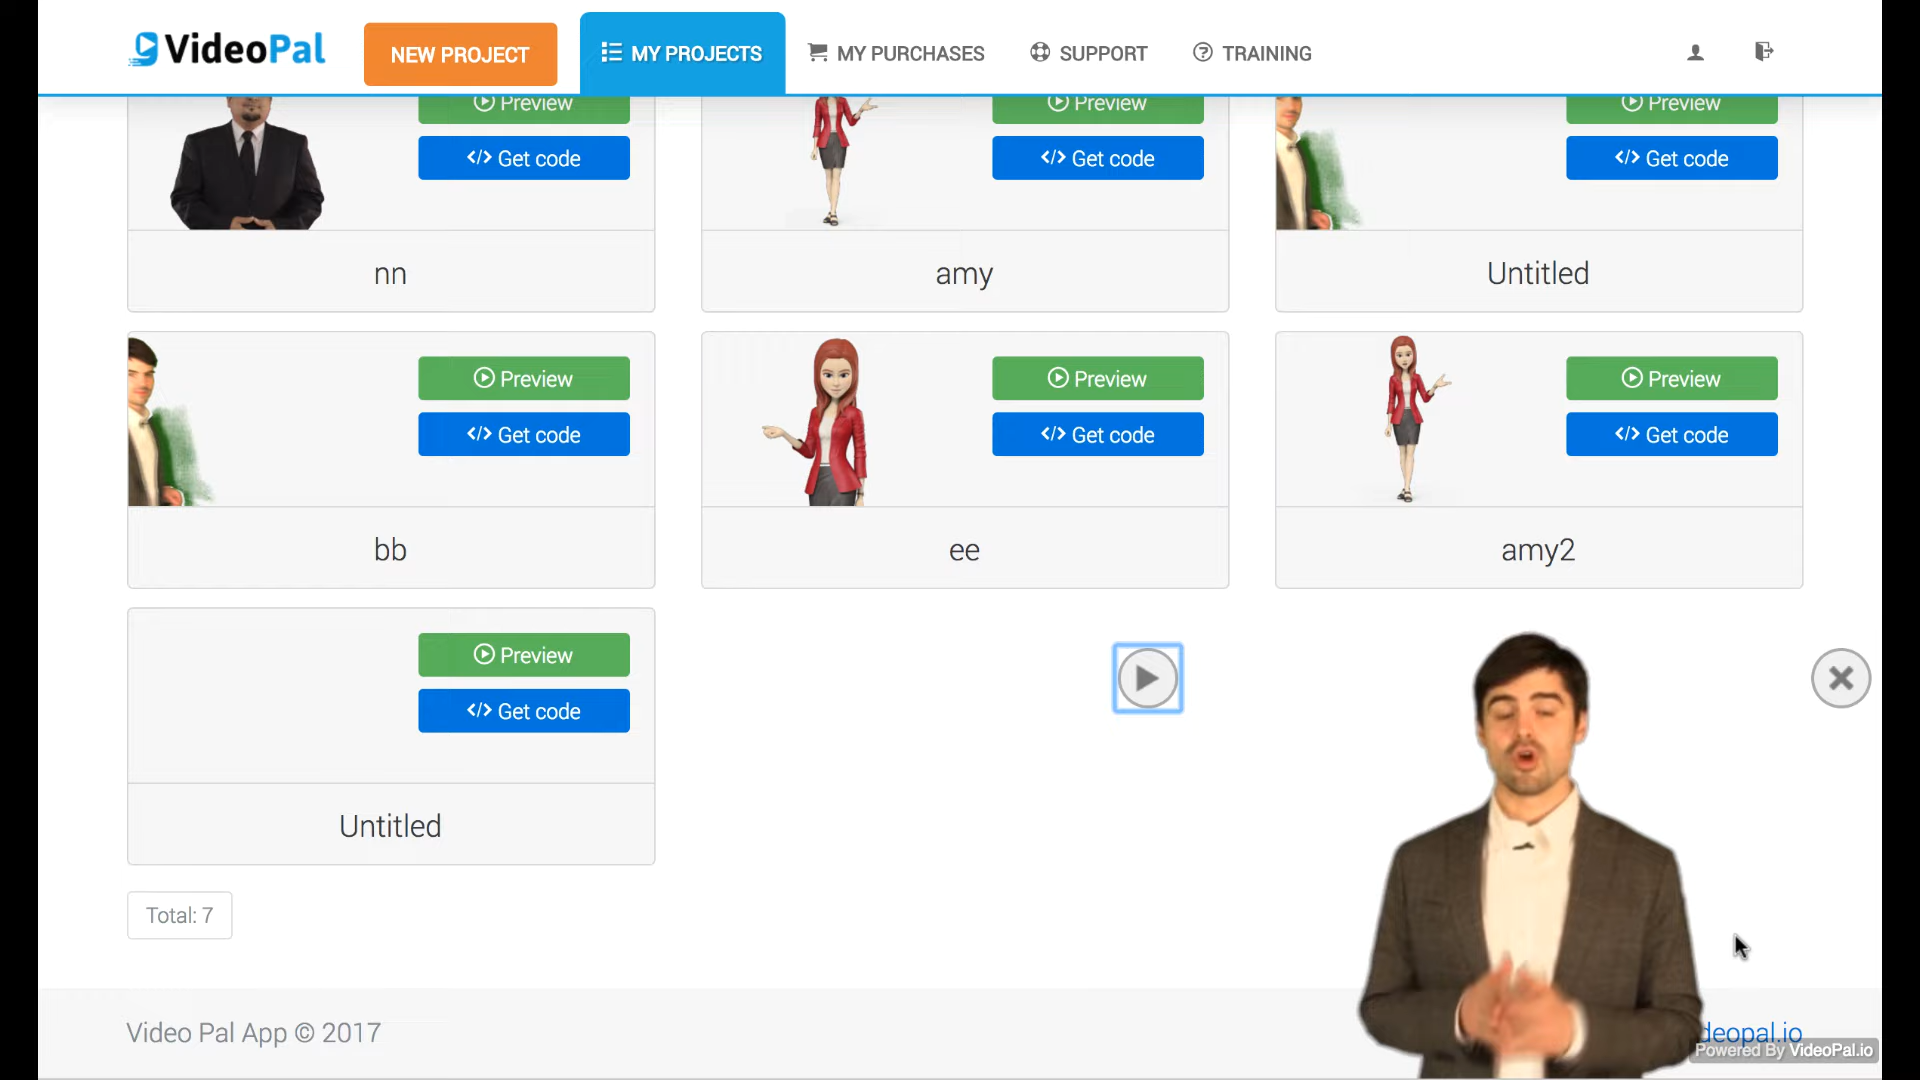 VideoPal
NEW PROJECT
MY PROJECTS
MY PURCHASES
SUPPORT
TRAINING
Preview
Preview
Preview
</> Get code
</> Get code
</> Get code
nn
amy
Untitled
Preview
Preview
Preview
</> Get code
</> Get code
</> Get code
bb
ee
amy2
Preview
</> Get code
Untitled
Total: 7
Video Pal App © 2017
deopal.io
Powered By VideoPal.io